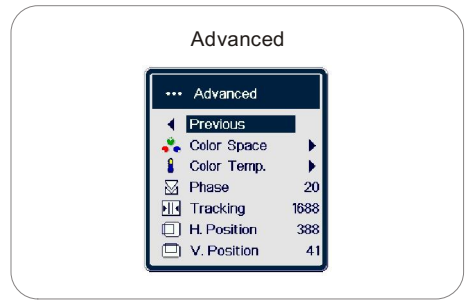 Advanced
••• Advanced
Previous
Color Space
Color Temp.
Phase 20
Tracking 1688
H. Position 388
V. Position 41